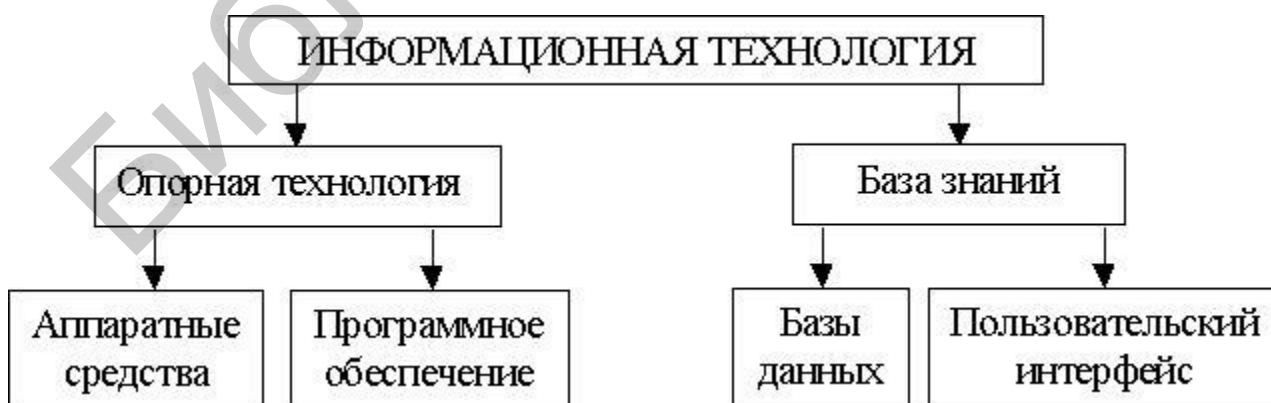 ИНФОРМАЦИОННАЯ ТЕХНОЛОГИЯ
Опорная технология
База знаний
Аппаратные
средства
Программное
обеспечение
Базы
данных
Пользовательский
интерфейс